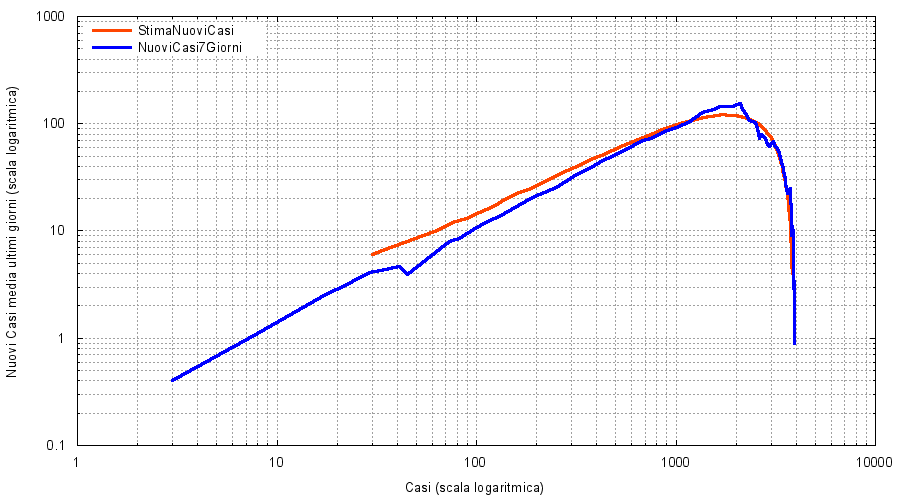 1000
StimaNuoviCasi
NuoviCasi7Giorni
100
10
1
0.1
Nuovi Casi media ultimi giorni (scala logaritmica)
1 10 100 1000 10000
Casi (scala logaritmica)